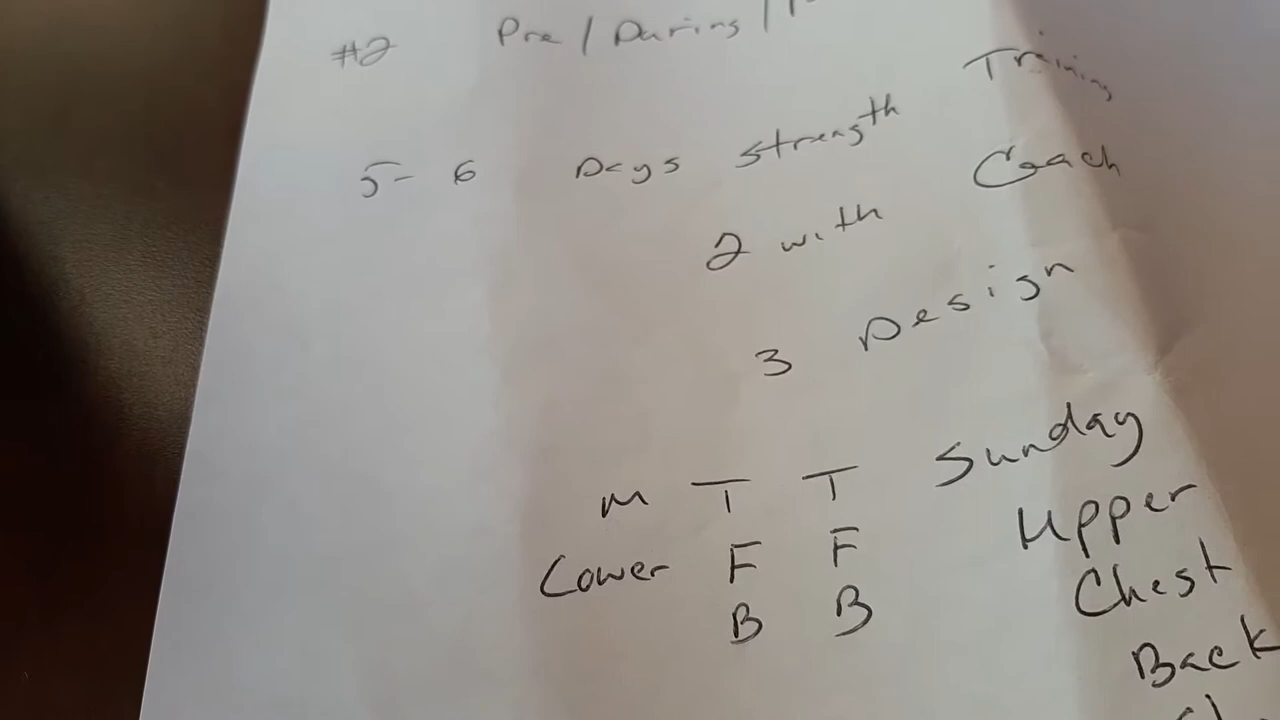 #2 Pre / During /
5-6 Days Strength Training
2 with Coach
3 Design
M T T Sunday
Lower F F Upper
B B Chest
Back